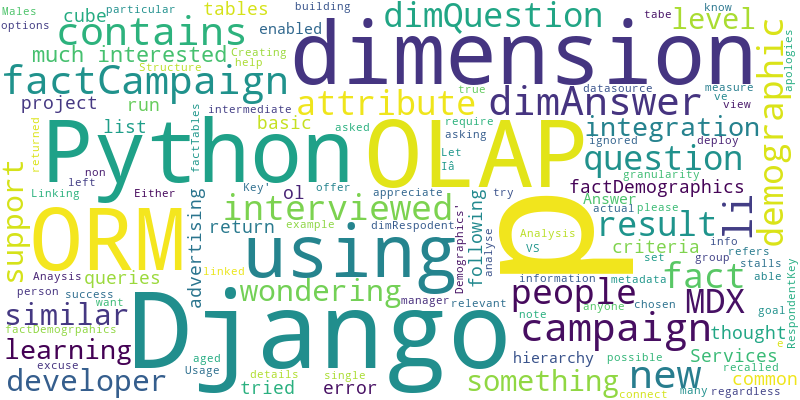 Males particular building
options cube tables enabled dimQuestion level know
contains dimension tabe
much interested Creating help apologies
Structure true datasource measure ve
factCampaign attribute dimAnswer view demographic
project run intermediate
list basic asked require ignored deploy
returned Python factTables asking OLAP integration
Let question granularity
non Iâ
left Either Key' offer appreciate try factDemographics
Linking ol Answer
support ORM interviewed d actual please li
advertising return example dimRespodent Demographics' following result info
using analyse Analysis criteria refers
VS set group stalls
Anaysis linked information metadata fact able
queries wondering people MDX
person success manager relevant anyone chosen goal RespondentKey
similar want Django note campaign thought
factDemogrpahics e
learning excuse aged hierarchy possible Services recalled
Usage details something new common
developer tried single error connect many regardless